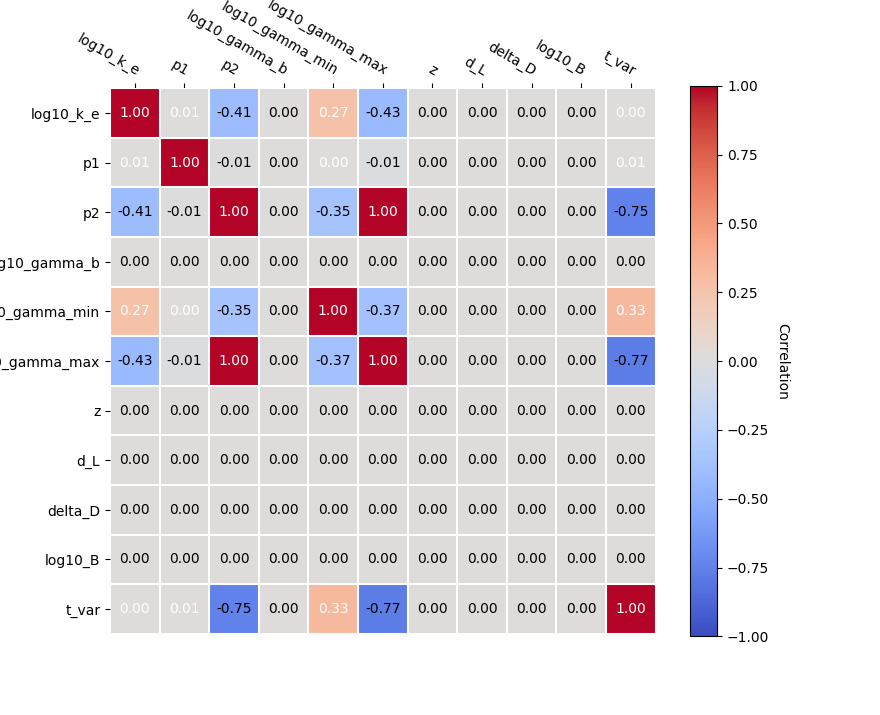 log10_k_e p1 p2 log10_gamma_b log10_gamma_min log10_gamma_max z d_L delta_D log10_B t_var
log10_k_e 1.00 0.01 -0.41 0.00 0.27 -0.43 0.00 0.00 0.00 0.00 0.00
p1 0.01 1.00 -0.01 0.00 0.00 -0.01 0.00 0.00 0.00 0.00 0.01
p2 -0.41 -0.01 1.00 0.00 -0.35 1.00 0.00 0.00 0.00 0.00 -0.75
g10_gamma_b 0.00 0.00 0.00 0.00 0.00 0.00 0.00 0.00 0.00 0.00 0.00
0_gamma_min 0.27 0.00 -0.35 0.00 1.00 -0.37 0.00 0.00 0.00 0.00 0.33
0_gamma_max -0.43 -0.01 1.00 0.00 -0.37 1.00 0.00 0.00 0.00 0.00 -0.77
z 0.00 0.00 0.00 0.00 0.00 0.00 0.00 0.00 0.00 0.00 0.00
d_L 0.00 0.00 0.00 0.00 0.00 0.00 0.00 0.00 0.00 0.00 0.00
delta_D 0.00 0.00 0.00 0.00 0.00 0.00 0.00 0.00 0.00 0.00 0.00
log10_B 0.00 0.00 0.00 0.00 0.00 0.00 0.00 0.00 0.00 0.00 0.00
t_var 0.00 0.01 -0.75 0.00 0.33 -0.77 0.00 0.00 0.00 0.00 1.00
1.00
0.75
0.50
0.25
0.00
−0.25
−0.50
−0.75
−1.00
Correlation